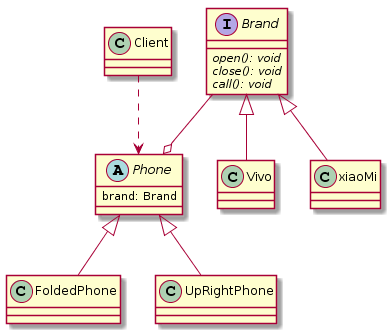 I Brand
open(): void
close(): void
call(): void
C Client
A Phone
brand: Brand
C Vivo
C xiaoMi
C FoldedPhone
C UpRightPhone